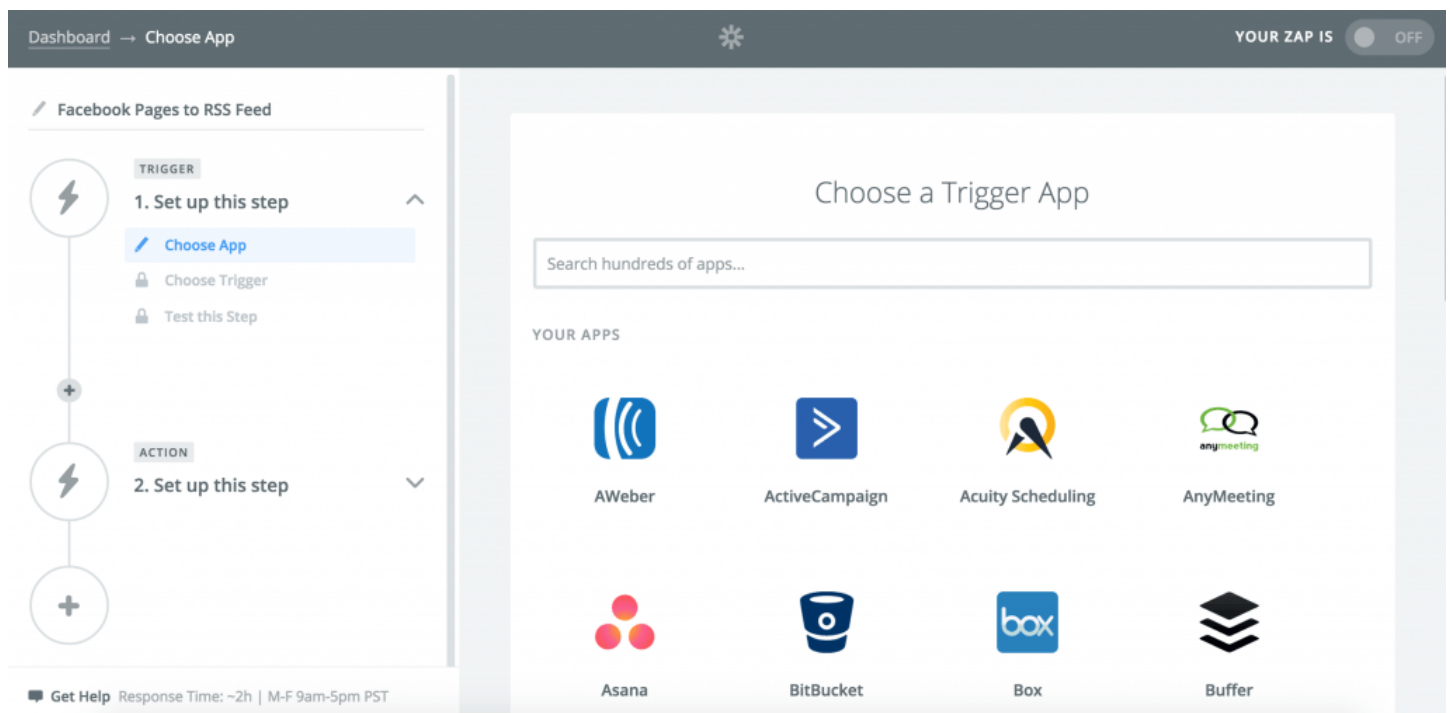 Dashboard → Choose App
YOUR ZAP IS
OFF
Facebook Pages to RSS Feed
TRIGGER
1. Set up this step
Choose App
Choose Trigger
Test this Step
ACTION
2. Set up this step
Get Help Response Time: ~2h | M-F 9am-5pm PST
Choose a Trigger App
Search hundreds of apps...
YOUR APPS
anymeeting
AWeber
ActiveCampaign
Acuity Scheduling
AnyMeeting
box
Asana
BitBucket
Box
Buffer